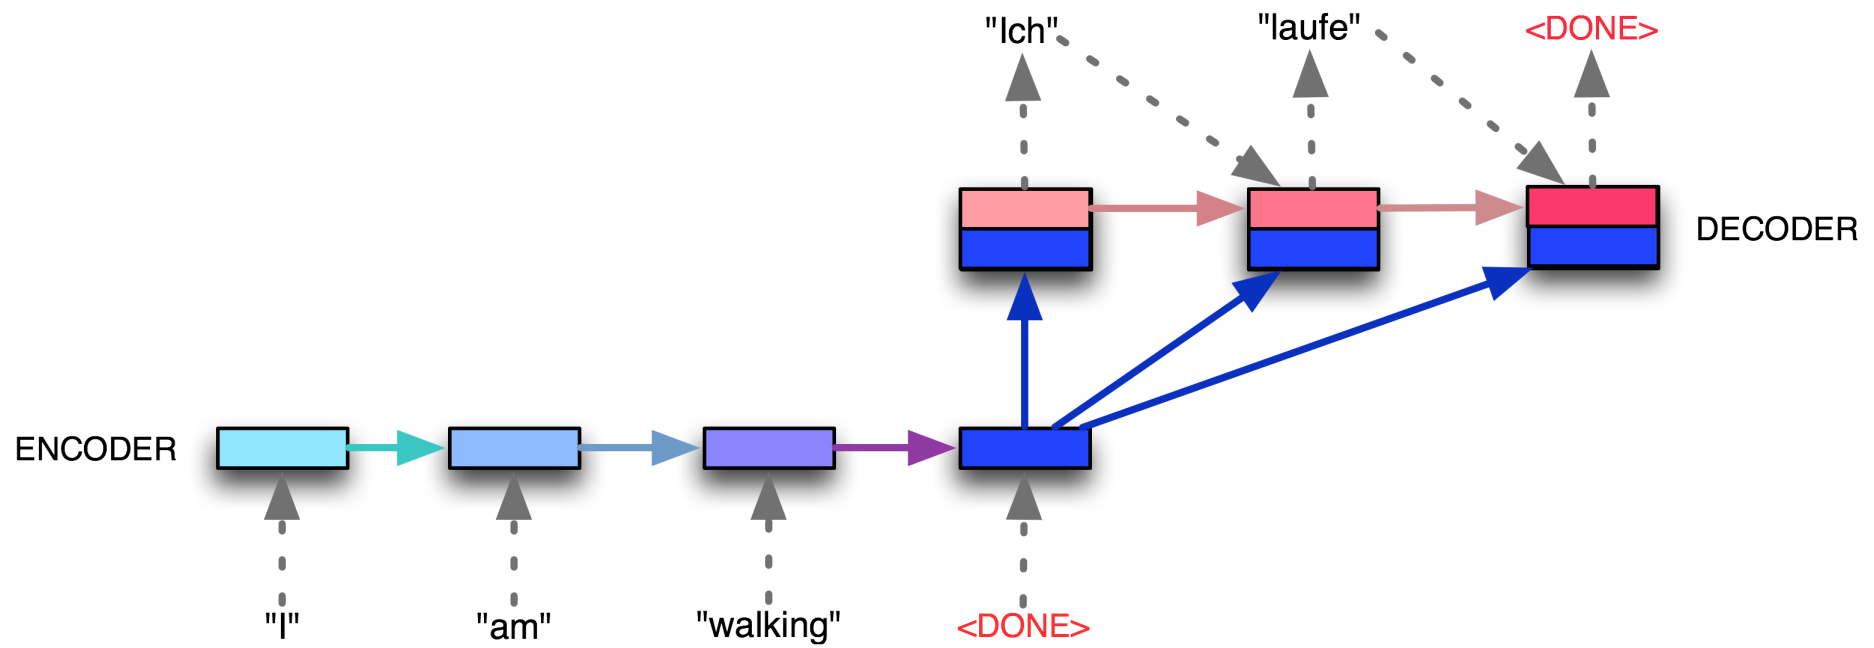 "Ich" "laufe" <DONE>
DECODER
ENCODER
"I" "am" "walking" <DONE>